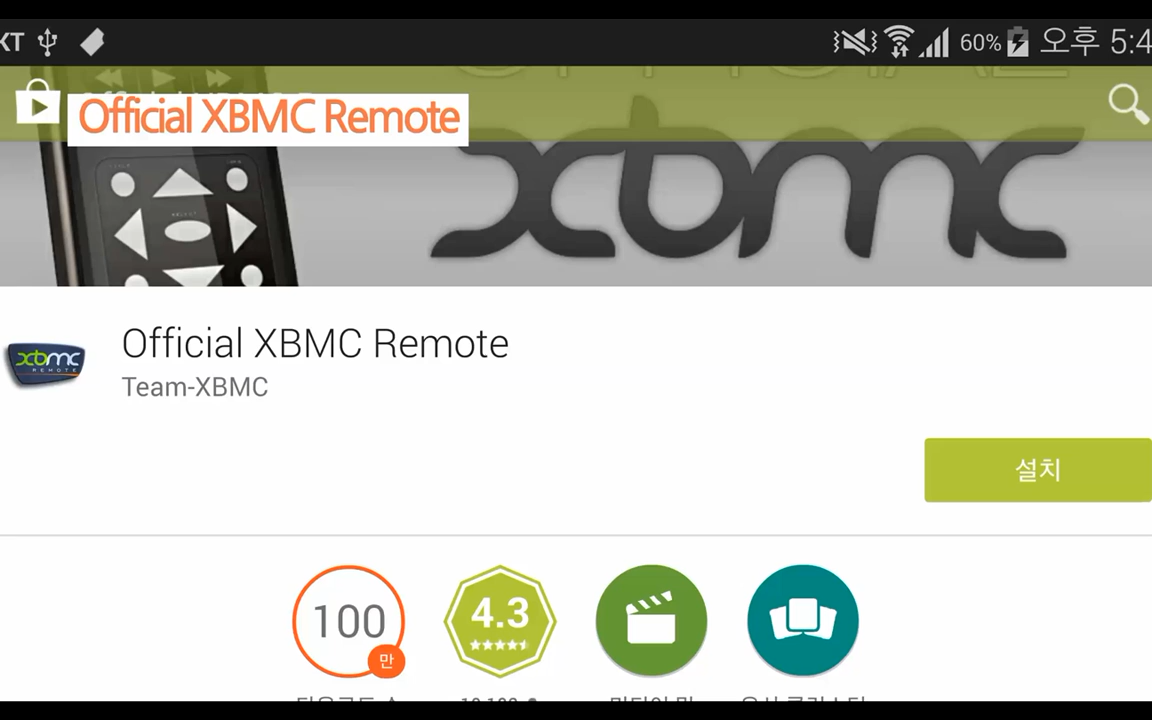 KT 60% 오후 5:4
Official XBMC Remote
xbmc
xbmc
REMOTE
Official XBMC Remote
Team-XBMC
설치
100
만
4.3